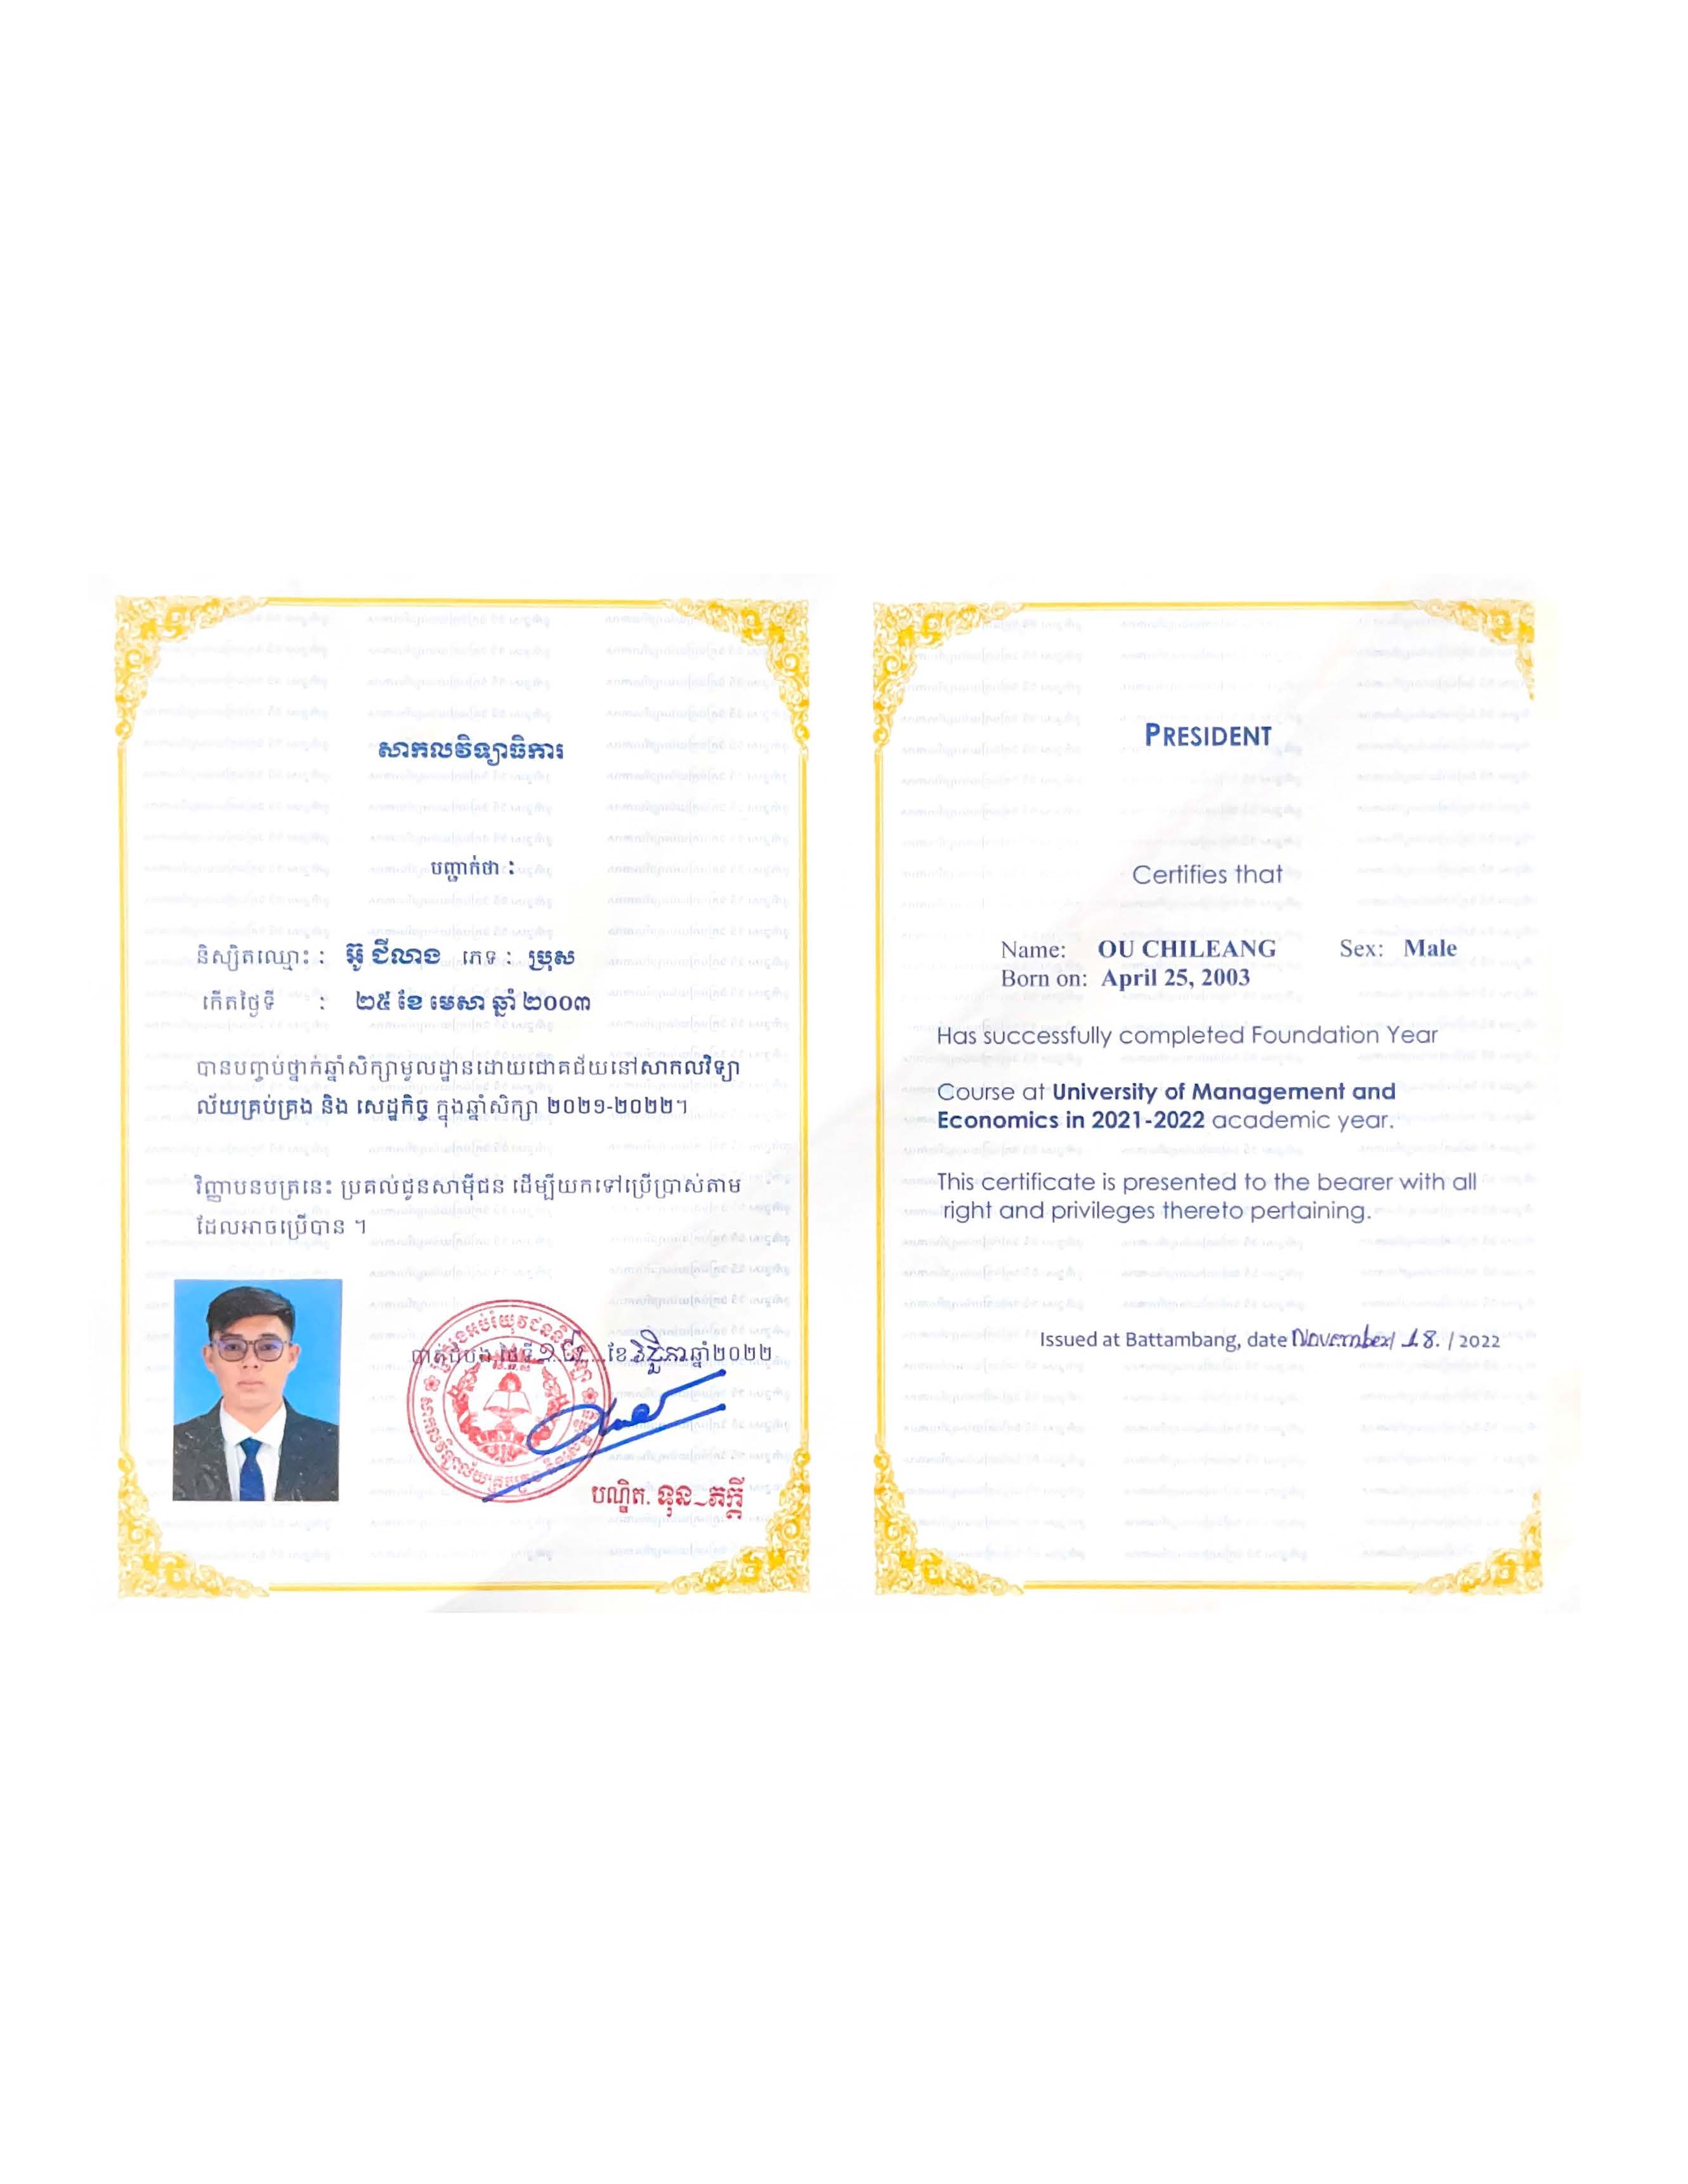 សាកលវិទ្យាធិការ
បញ្ជាក់ថា ៖
និស្សិតឈ្មោះ : អ៊ូ ជីលាង ភេទ : ប្រុស
កើតថ្ងៃទី : ២៥ ខែ មេសា ឆ្នាំ ២០០៣
បានបញ្ចប់ថ្នាក់ឆ្នាំសិក្សាមូលដ្ឋានដោយជោគជ័យនៅសាកលវិទ្យា
ល័យគ្រប់គ្រង និង សេដ្ឋកិច្ច ក្នុងឆ្នាំសិក្សា ២០២១-២០២២។
វិញ្ញាបនបត្រនេះ ប្រគល់ជូនសាម៉ីជន ដើម្បីយកទៅប្រើប្រាស់តាម
ដែលអាចប្រើបាន ។
បាត់ដំបង ថ្ងៃទី ១៨ ខែ វិច្ឆិកា ឆ្នាំ២០២២
បណ្ឌិត. ទុន ភក្តី
PRESIDENT
Certifies that
Name: OU CHILEANG Sex: Male
Born on: April 25, 2003
Has successfully completed Foundation Year
Course at University of Management and
Economics in 2021-2022 academic year.
This certificate is presented to the bearer with all
right and privileges thereto pertaining.
Issued at Battambang, date November/ 18. / 2022